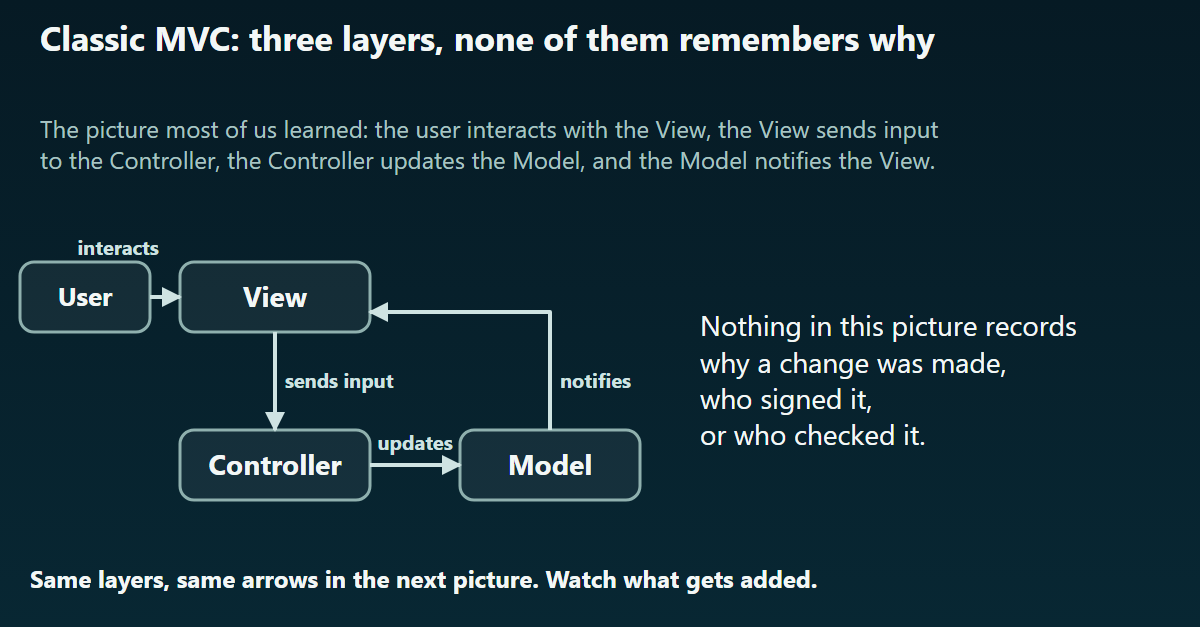 Classic MVC: three layers, none of them remembers why
The picture most of us learned: the user interacts with the View, the View sends input
to the Controller, the Controller updates the Model, and the Model notifies the View.
interacts
User
View
sends input
notifies
Controller
updates
Model
Nothing in this picture records
why a change was made,
who signed it,
or who checked it.
Same layers, same arrows in the next picture. Watch what gets added.